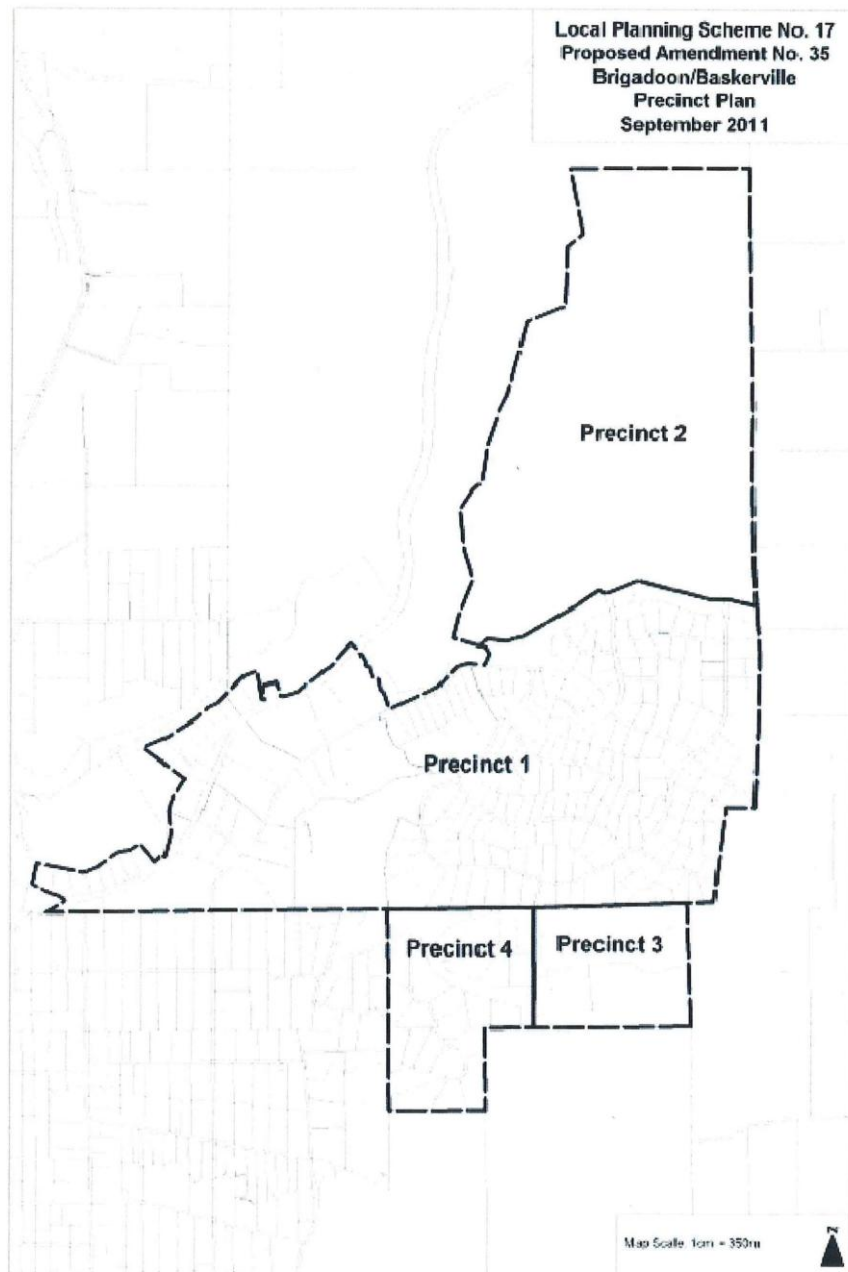 Local Planning Scheme No. 17
Proposed Amendment No. 35
Brigadoon/Baskerville
Precinct Plan
September 2011
Precinct 2
Precinct 1
Precinct 4
Precinct 3
Map Scale: 1cm = 350m
N